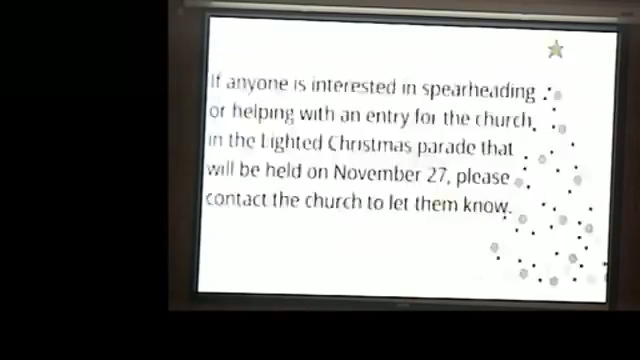 If anyone is interested in spearheading
or helping with an entry for the church
in the Lighted Christmas parade that
will be held on November 27, please
contact the church to let them know.